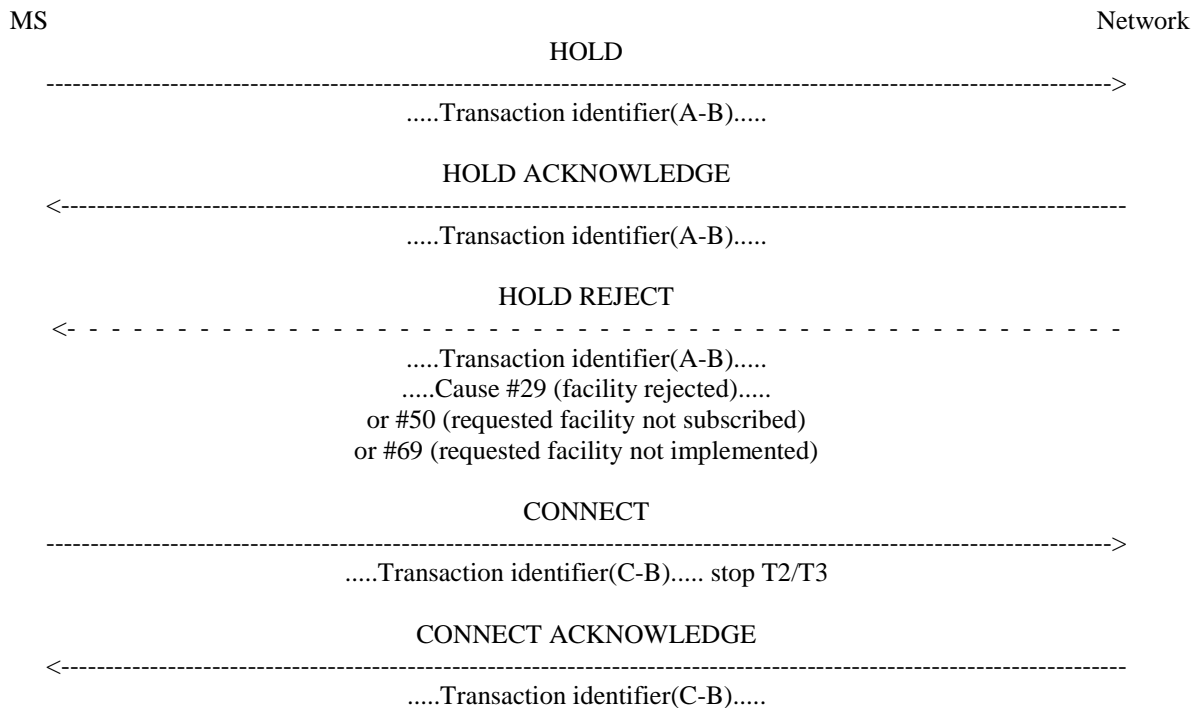 MS Network
HOLD
------------------------------------------------------------------------------------------------------------------------>
.....Transaction identifier(A-B).....
HOLD ACKNOWLEDGE
<------------------------------------------------------------------------------------------------------------------------
.....Transaction identifier(A-B).....
HOLD REJECT
<- - - - - - - - - - - - - - - - - - - - - - - - - - - - - - - - - - - - - - - - - - - - - - - -
.....Transaction identifier(A-B).....
.....Cause #29 (facility rejected).....
or #50 (requested facility not subscribed)
or #69 (requested facility not implemented)
CONNECT
------------------------------------------------------------------------------------------------------------------------>
.....Transaction identifier(C-B)..... stop T2/T3
CONNECT ACKNOWLEDGE
<------------------------------------------------------------------------------------------------------------------------
.....Transaction identifier(C-B).....